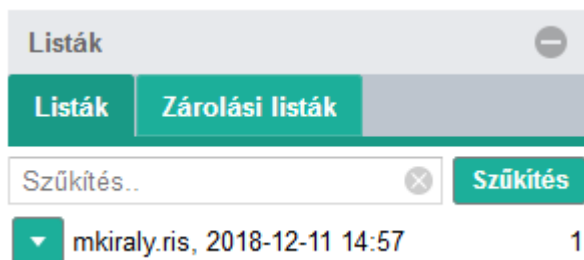 Listák
Listák Zárolási listák
Szűkítés.. Szűkítés
mkiraly.ris, 2018-12-11 14:57 1